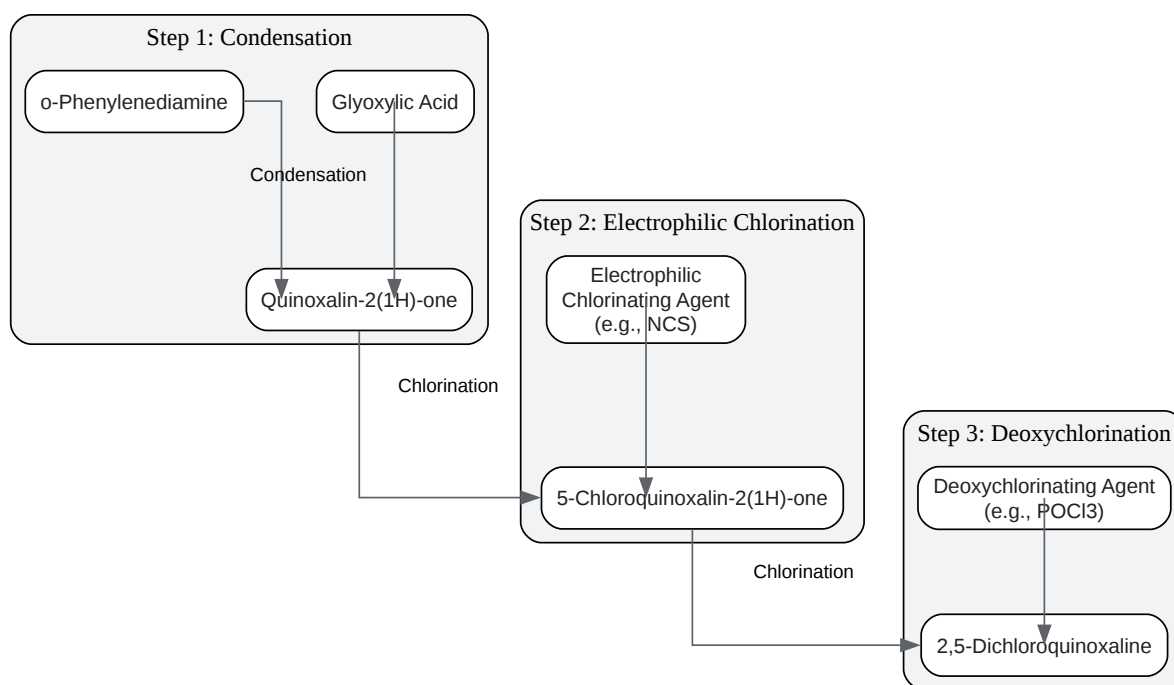 Step 1: Condensation
o-Phenylenediamine
Glyoxylic Acid
Condensation
Quinoxalin-2(1H)-one
Chlorination
Step 2: Electrophilic Chlorination
Electrophilic
Chlorinating Agent
(e.g., NCS)
5-Chloroquinoxalin-2(1H)-one
Chlorination
Step 3: Deoxychlorination
Deoxychlorinating Agent
(e.g., POCl3)
2,5-Dichloroquinoxaline